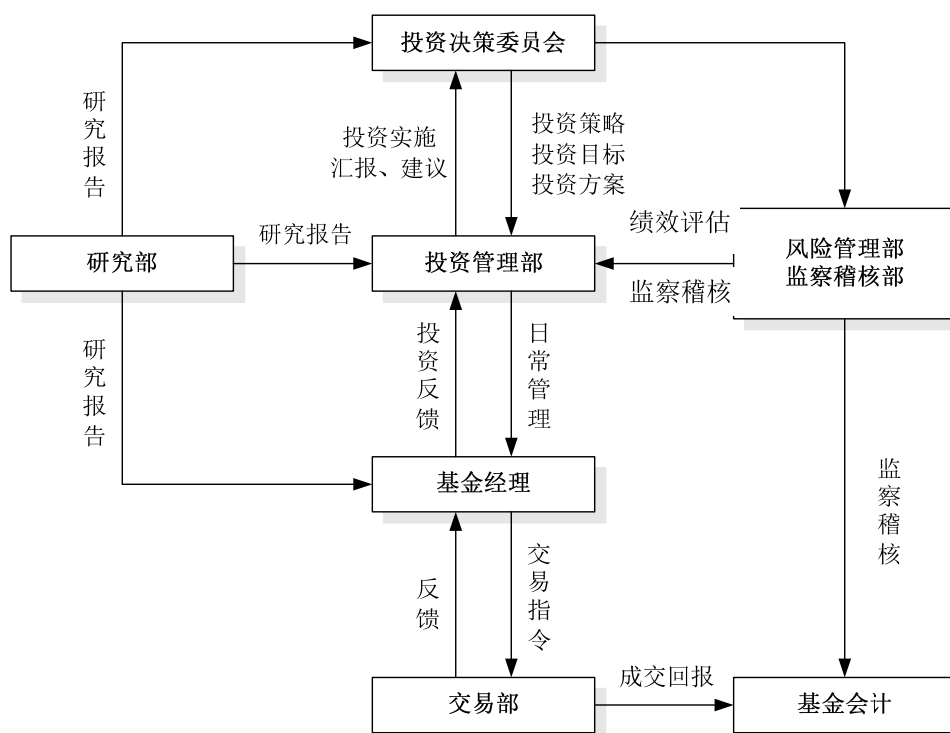 投资决策委员会
研究报告
投资实施
汇报、建议
投资策略
投资目标
投资方案
研究部
研究报告
投资管理部
绩效评估
监察稽核
风险管理部
监察稽核部
研究报告
投资反馈
日常管理
基金经理
监察稽核
反馈
交易指令
交易部
成交回报
基金会计